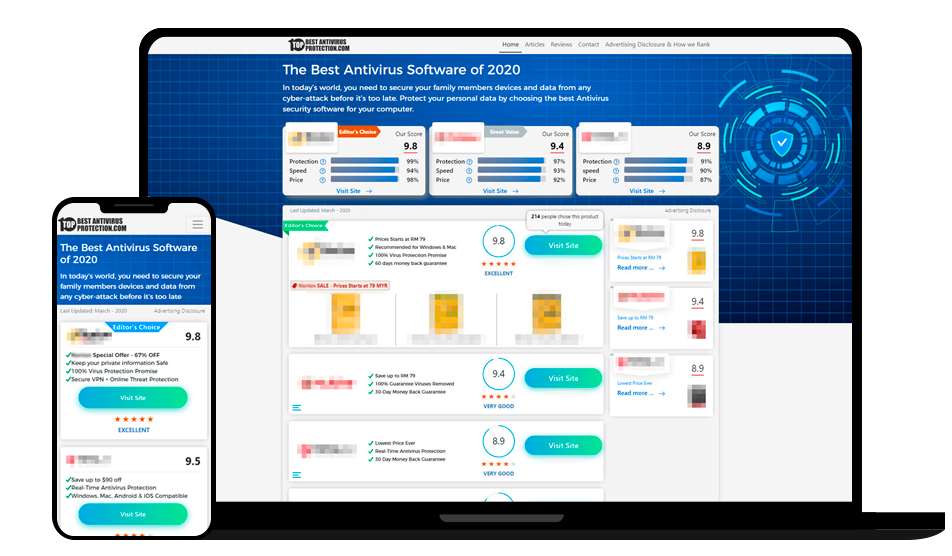 TOP BEST ANTIVIRUS
PROTECTION.COM
Home Articles Reviews Contact Advertising Disclosure & How we Rank
The Best Antivirus Software of 2020
In today's world, you need to secure your family members devices and data from any
cyber-attack before it's too late. Protect your personal data by choosing the best Antivirus
security software for your computer.
Editor's Choice
Our Score
9.8
Protection ? 99%
Speed ? 94%
Price ? 98%
Visit Site →
Great Value
Our Score
9.4
Protection ? 97%
Speed ? 93%
Price ? 92%
Visit Site →
Our Score
8.9
Protection ? 91%
Speed ? 90%
Price ? 87%
Visit Site →
Last Updated: March - 2020
Advertising Disclosure
Editor's Choice
Prices Starts at RM 79
Recommended for Windows & Mac
100% Virus Protection Promise
60 days money back guarantee
9.8
EXCELLENT
214 people chose this product
today
Visit Site
SALE - Prices Starts at 79 MYR
Save up to RM 79
100% Guarantee Viruses Removed
30-Day Money Back Guarantee
9.4
VERY GOOD
Visit Site
Lowest Price Ever
Real-Time Antivirus Protection
30 Day Money Back Guarantee
8.9
VERY GOOD
Visit Site
9.8
Prices Starts at RM 79
Read more ... →
9.4
Save up to RM 79
Read more ... →
8.9
Lowest Price Ever
Read more ... →
TOP BEST ANTIVIRUS
PROTECTION.COM
The Best Antivirus Software
of 2020
In today's world, you need to secure your
family members devices and data from
any cyber-attack before it's too late
Last Updated: March - 2020
Advertising Disclosure
Editor's Choice
9.8
Special Offer - 67% OFF
Keep your private information Safe
100% Virus Protection Promise
Secure VPN + Online Threat Protection
Visit Site
EXCELLENT
9.5
Save up to $90 off
Real-Time Antivirus Protection
Windows, Mac, Android & iOS Compatible
Visit Site